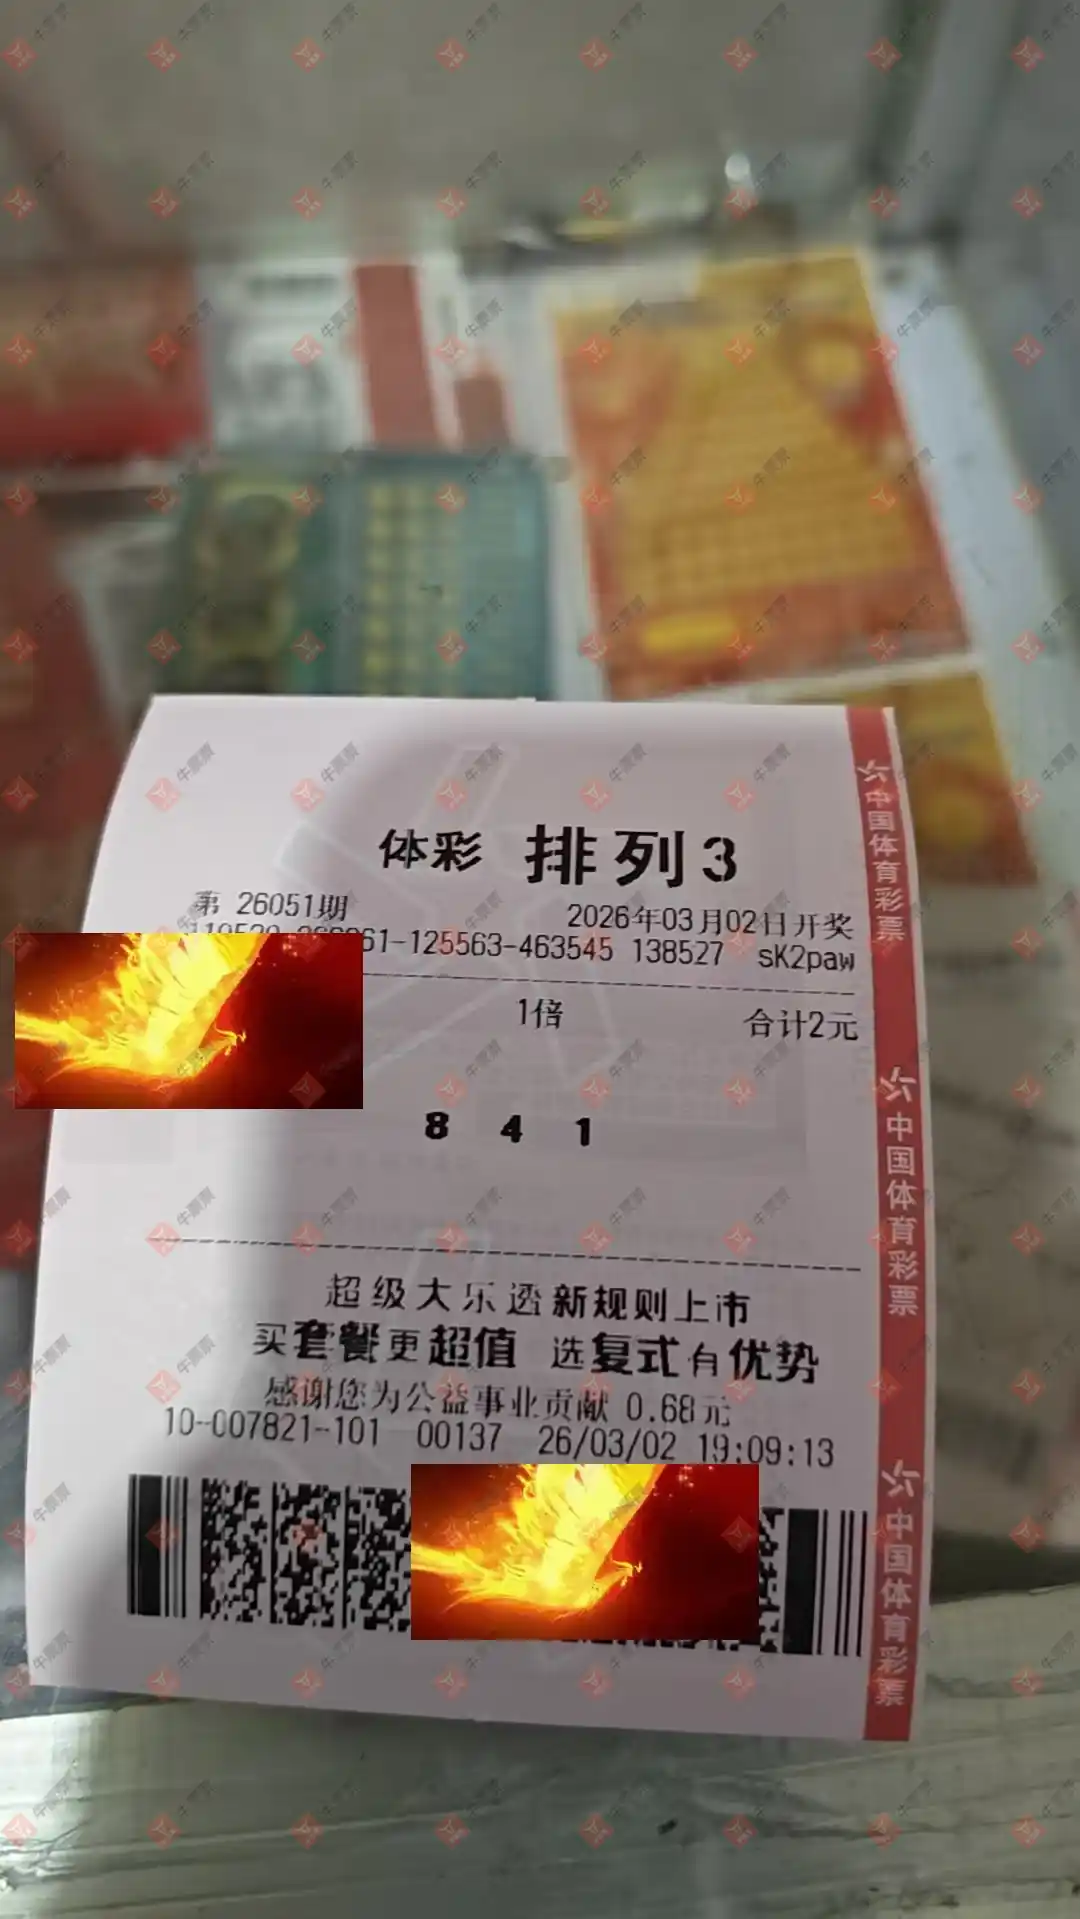 体彩 排列3
第 26051期 2026年03月02日开奖
61-125563-463545 138527 sK2paw
1倍 合计2元
8 4 1
超级大乐透新规则上市
买套餐更超值 选复式有优势
感谢您为公益事业贡献 0.68元
10-007821-101 00137 26/03/02 19:09:13
中国体育彩票
中国体育彩票
中国体育彩票
牛票票